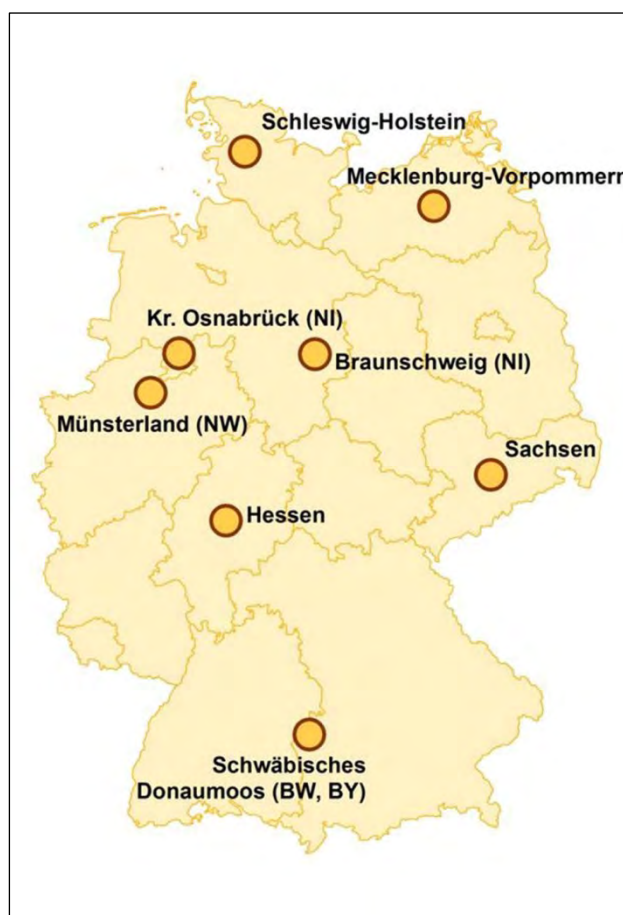 Schleswig-Holstein
Mecklenburg-Vorpommern
Kr. Osnabrück (NI)
Braunschweig (NI)
Münsterland (NW)
Sachsen
Hessen
Schwäbisches
Donaumoos (BW, BY)